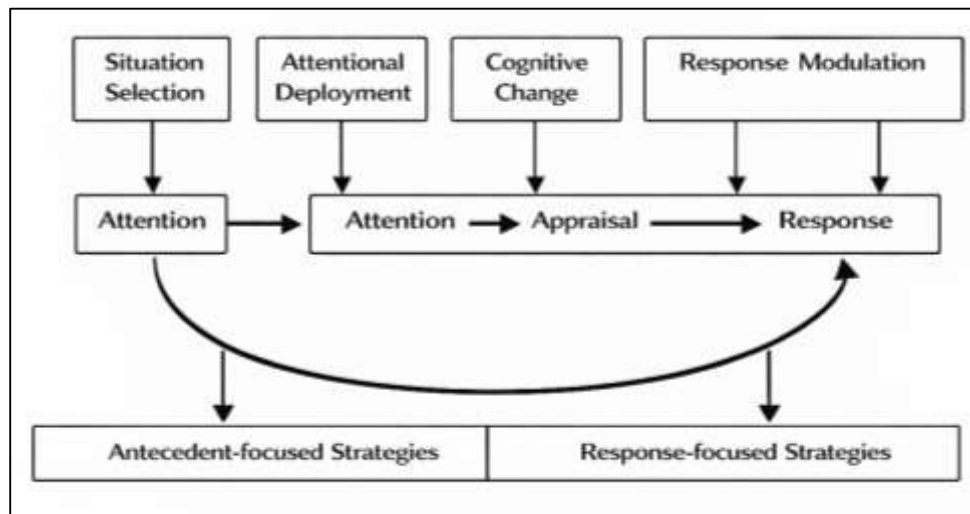 Situation
Selection
Attentional
Deployment
Cognitive
Change
Response Modulation
Attention
Attention
Appraisal
Response
Antecedent-focused Strategies
Response-focused Strategies